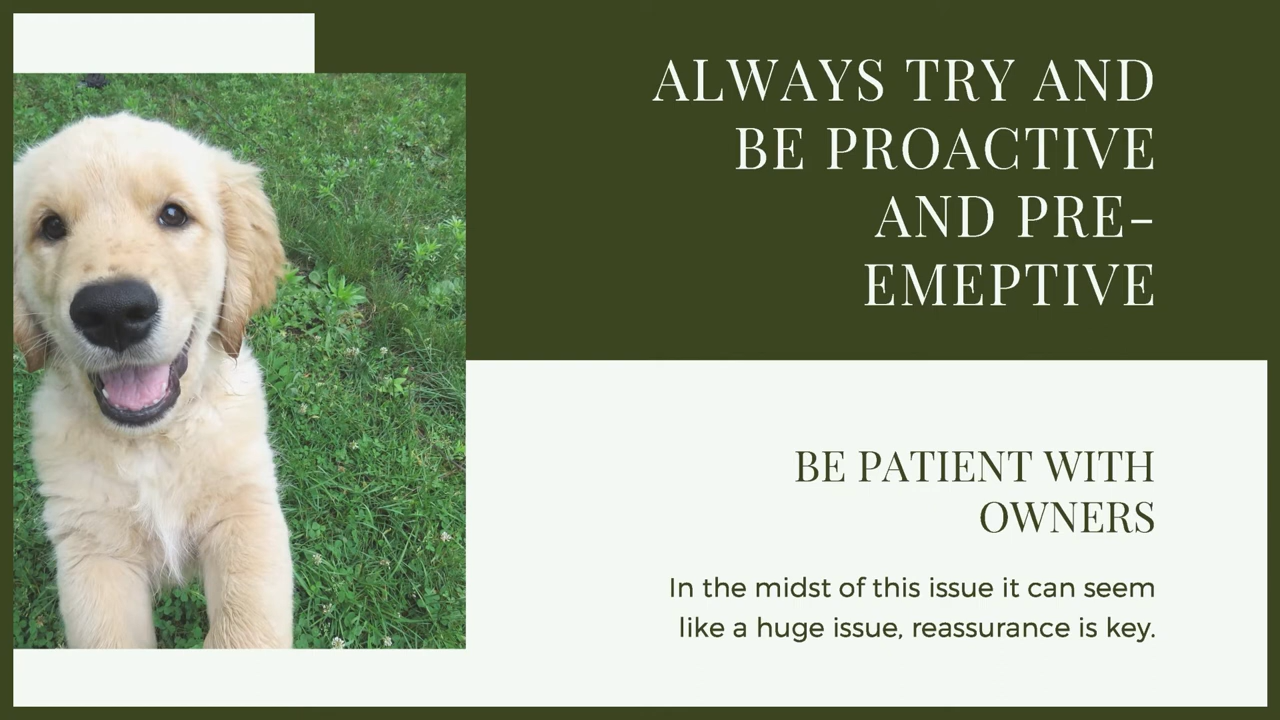 ALWAYS TRY AND
BE PROACTIVE
AND PRE-
EMEPTIVE
BE PATIENT WITH
OWNERS
In the midst of this issue it can seem
like a huge issue, reassurance is key.